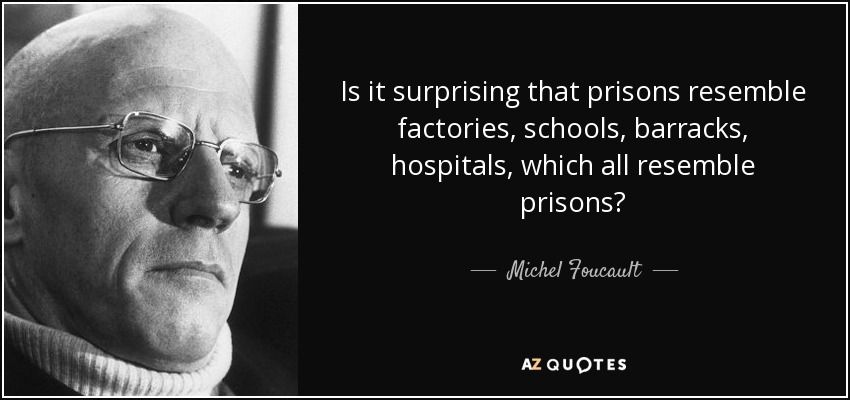 Is it surprising that prisons resemble
factories, schools, barracks,
hospitals, which all resemble
prisons?
Michel Foucault
AZ QUOTES